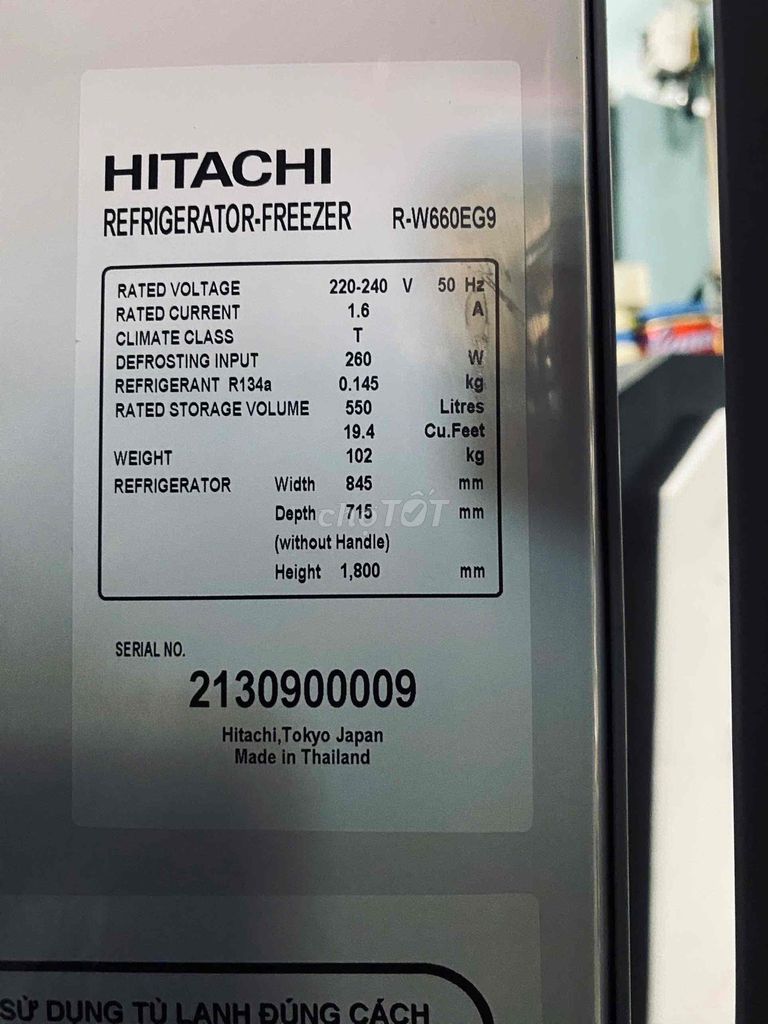 HITACHI
REFRIGERATOR-FREEZER R-W660EG9
RATED VOLTAGE 220-240 V 50 Hz
RATED CURRENT 1.6 A
CLIMATE CLASS T
DEFROSTING INPUT 260 W
REFRIGERANT R134a 0.145 kg
RATED STORAGE VOLUME 550 Litres
19.4 Cu.Feet
WEIGHT 102 kg
REFRIGERATOR Width 845 mm
Depth 715 mm
chợTỐT
(without Handle)
Height 1,800 mm
SERIAL NO.
2130900009
Hitachi,Tokyo Japan
Made in Thailand
SỬ DỤNG TỦ LẠNH ĐÚNG CÁCH